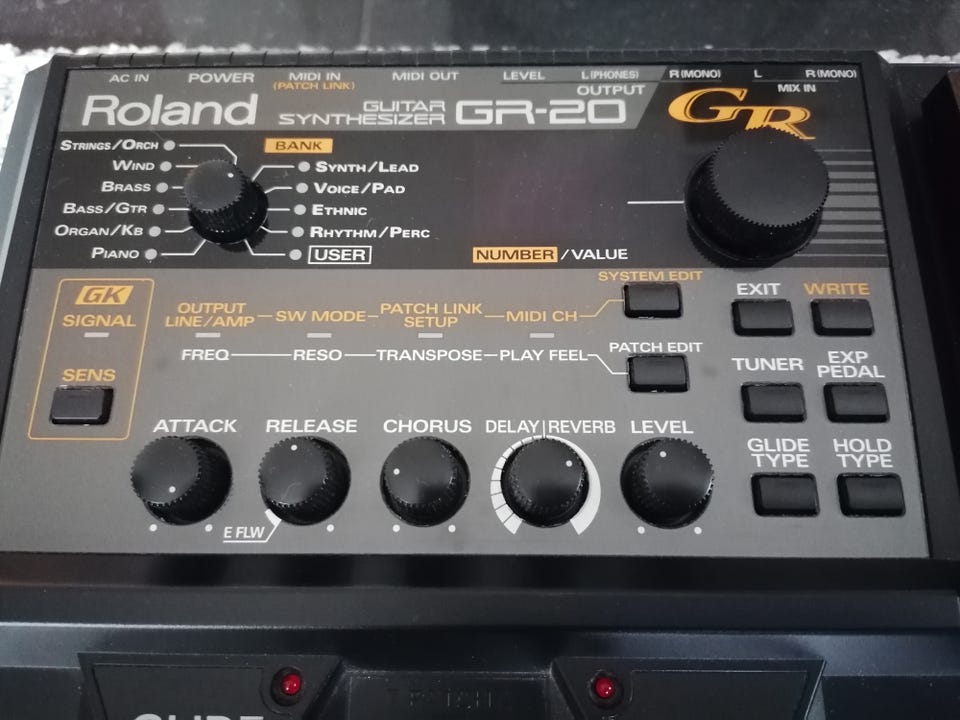 AC IN POWER MIDI IN MIDI OUT LEVEL L (PHONES) R (MONO) L R (MONO)
(PATCH LINK) OUTPUT MIX IN
Roland GUITAR SYNTHESIZER GR-20 GR
BANK
STRINGS/ORCH
WIND
BRASS
BASS/GTR
ORGAN/KB
PIANO
SYNTH/LEAD
VOICE/PAD
ETHNIC
RHYTHM/PERC
USER
NUMBER/VALUE
GK
SIGNAL
SENS
OUTPUT LINE/AMP SW MODE PATCH LINK SETUP MIDI CH SYSTEM EDIT
FREQ RESO TRANSPOSE PLAY FEEL PATCH EDIT
EXIT WRITE
TUNER EXP PEDAL
GLIDE TYPE HOLD TYPE
ATTACK RELEASE CHORUS DELAY REVERB LEVEL
E FLW
GLIDE